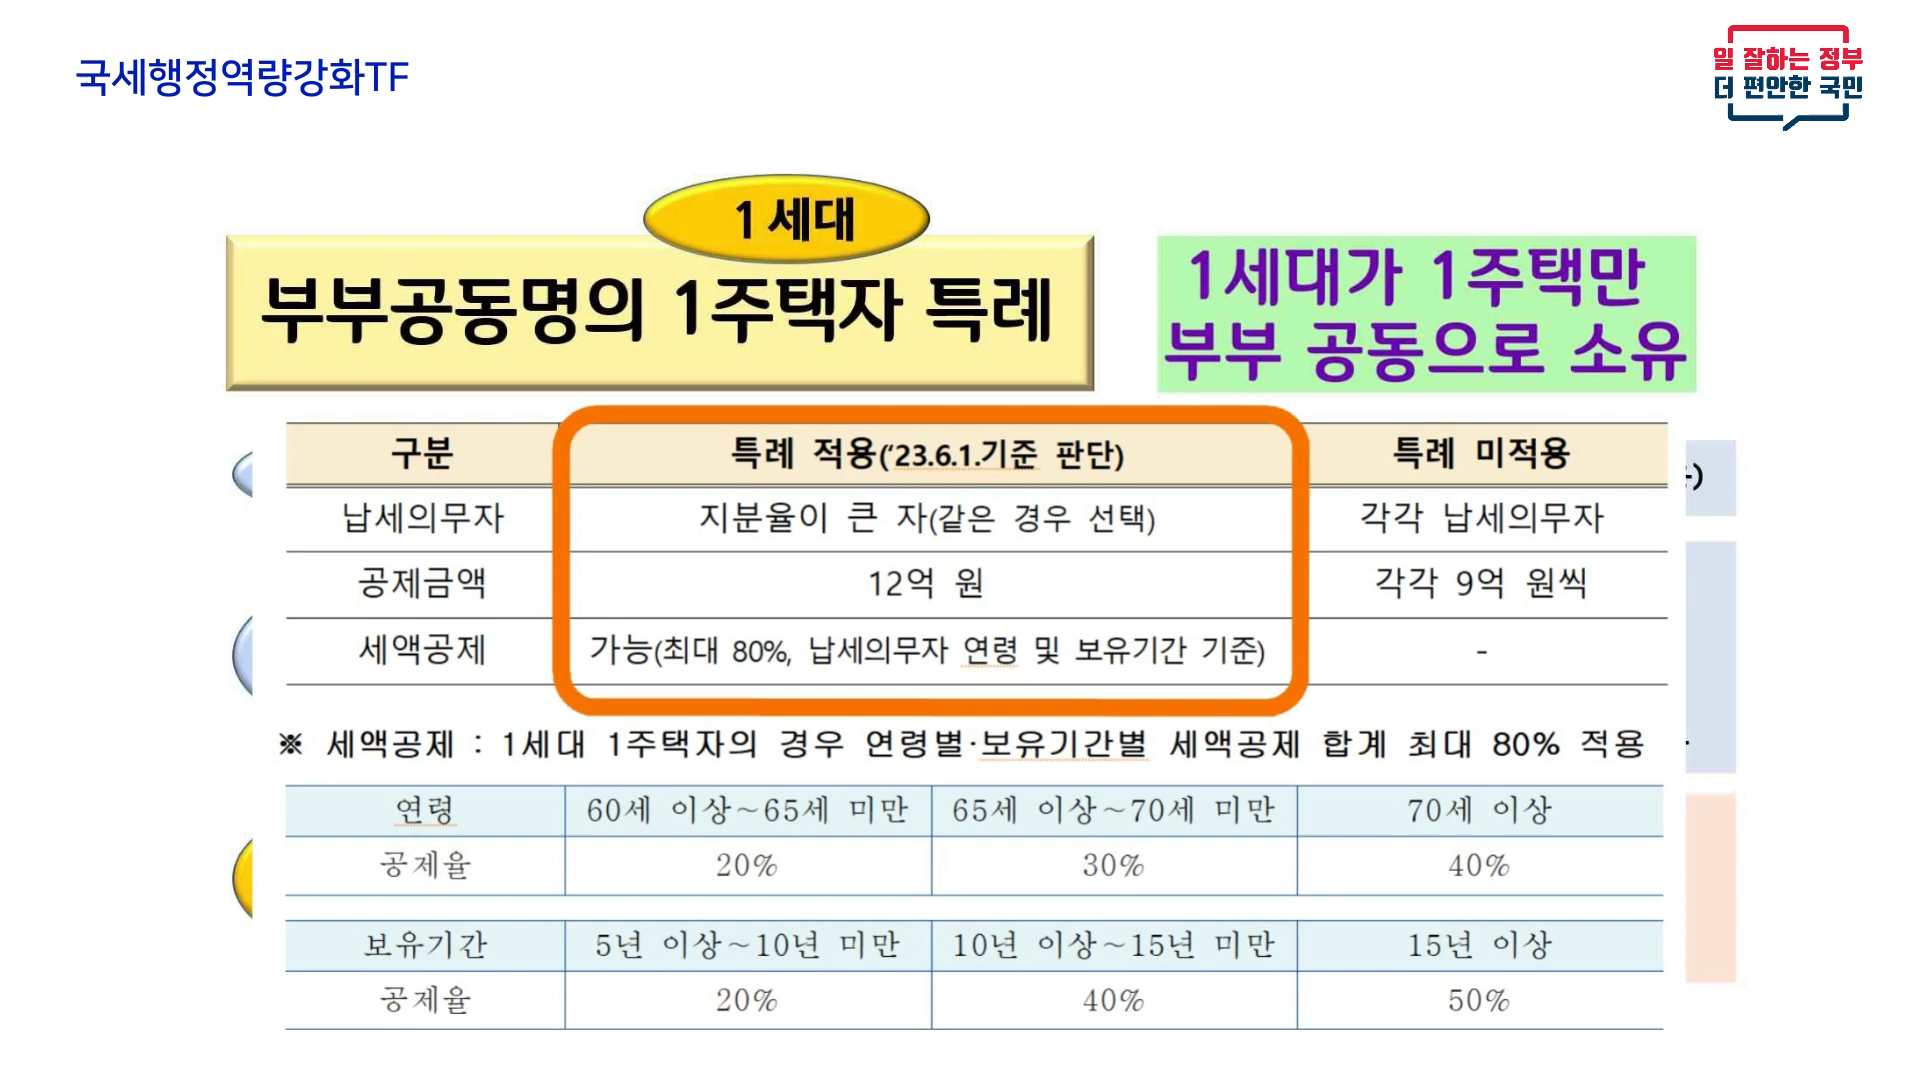 국세행정역량강화TF
일 잘하는 정부
더 편안한 국민
1세대
부부공동명의 1주택자 특례
1세대가 1주택만
부부 공동으로 소유
구분 특례 적용(‘23.6.1.기준 판단) 특례 미적용
납세의무자 지분율이 큰 자(같은 경우 선택) 각각 납세의무자
공제금액 12억 원 각각 9억 원씩
세액공제 가능(최대 80%, 납세의무자 연령 및 보유기간 기준) -
※ 세액공제 : 1세대 1주택자의 경우 연령별·보유기간별 세액공제 합계 최대 80% 적용
연령 60세 이상~65세 미만 65세 이상~70세 미만 70세 이상
공제율 20% 30% 40%
보유기간 5년 이상~10년 미만 10년 이상~15년 미만 15년 이상
공제율 20% 40% 50%